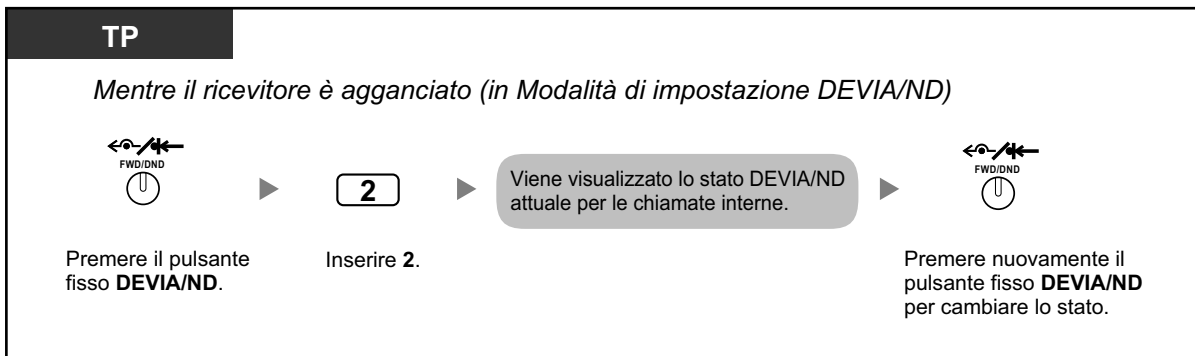 TP
Mentre il ricevitore è agganciato (in Modalità di impostazione DEVIA/ND)
FWD/DND
2
Viene visualizzato lo stato DEVIA/ND
attuale per le chiamate interne.
FWD/DND
Premere il pulsante
fisso DEVIA/ND.
Inserire 2.
Premere nuovamente il
pulsante fisso DEVIA/ND
per cambiare lo stato.